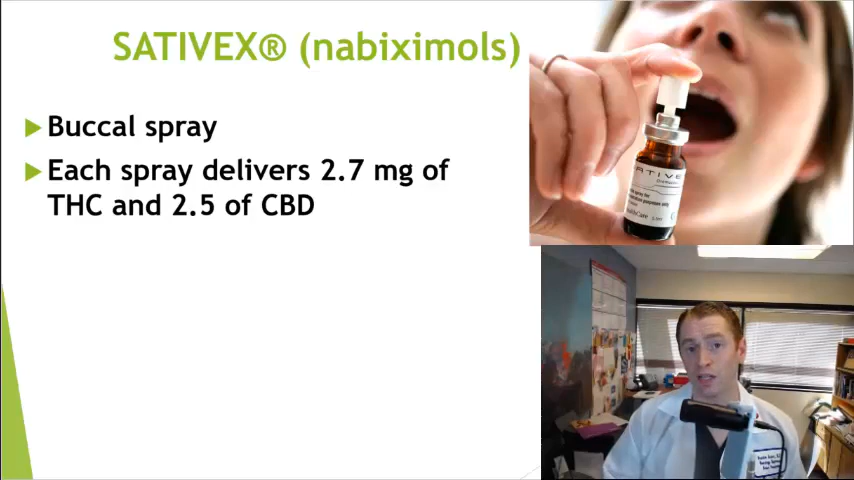 SATIVEX® (nabiximols)
Buccal spray
Each spray delivers 2.7 mg of
THC and 2.5 of CBD